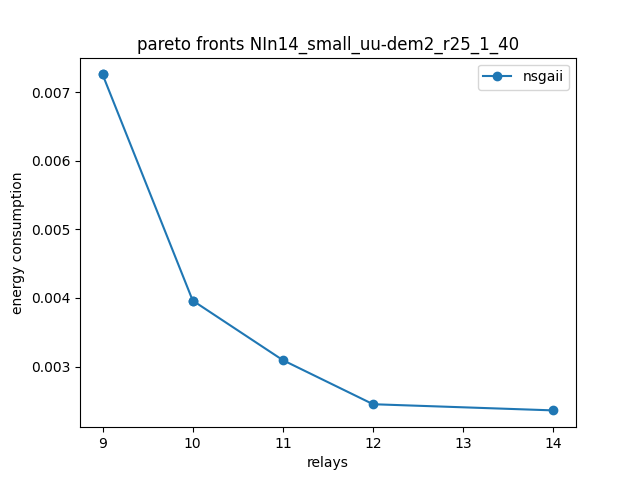 pareto fronts NIn14_small_uu-dem2_r25_1_40
nsgaii
0.007
0.006
0.005
0.004
0.003
energy consumption
9 10 11 12 13 14
relays